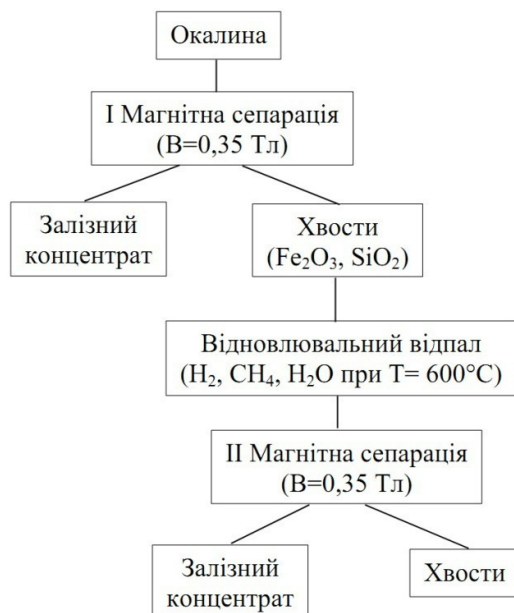 Окалина
І Магнітна сепарація
(В=0,35 Тл)
Залізний
концентрат
Хвости
(Fe₂O₃, SiO₂)
Відновлювальний відпал
(H₂, CH₄, H₂O при T= 600°C)
ІІ Магнітна сепарація
(В=0,35 Тл)
Залізний
концентрат
Хвости